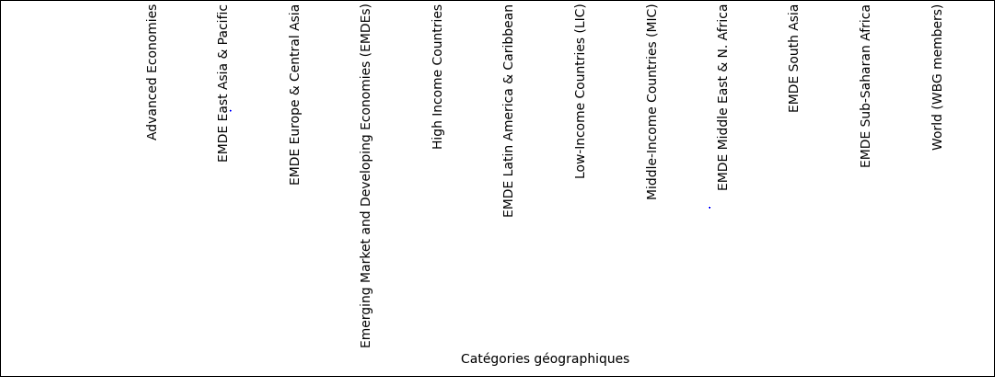 Advanced Economies
EMDE East Asia & Pacific
EMDE Europe & Central Asia
Emerging Market and Developing Economies (EMDEs)
High Income Countries
EMDE Latin America & Caribbean
Low-Income Countries (LIC)
Middle-Income Countries (MIC)
EMDE Middle East & N. Africa
EMDE South Asia
EMDE Sub-Saharan Africa
World (WBG members)
Catégories géographiques